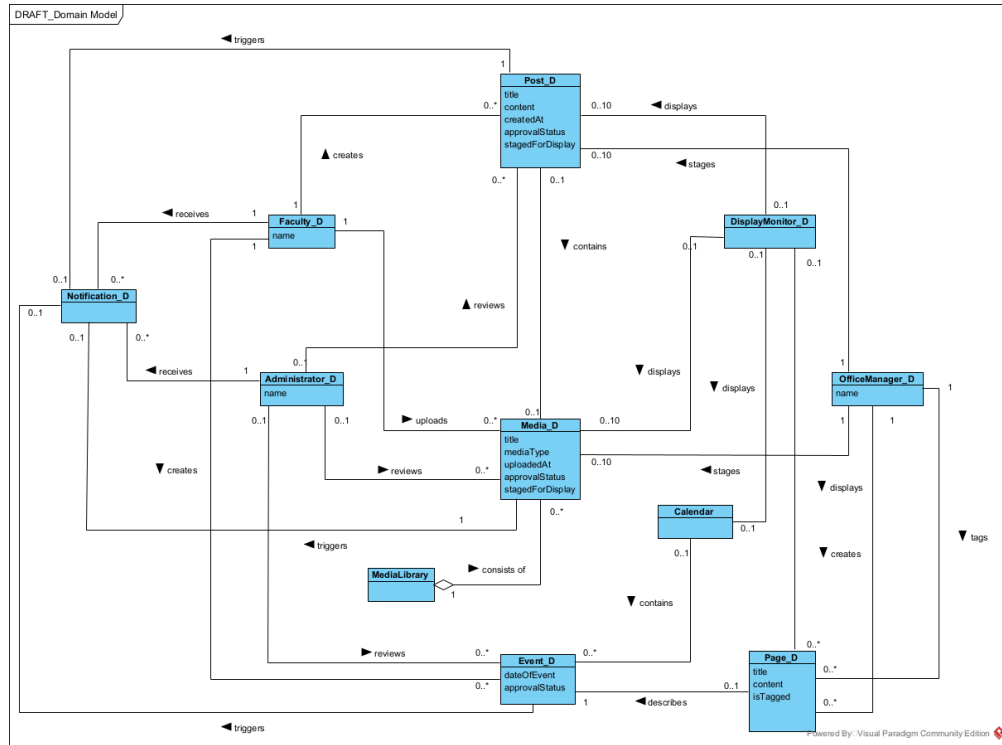 DRAFT_Domain Model
◄ triggers
1
Post_D
title
content
createdAt
approvalStatus
stagedForDisplay
0..*
0..10
◄ displays
0..10
◄ stages
▲ creates
0..*
0..1
1
◄ receives
1
Faculty_D
name
1
1
0..1
DisplayMonitor_D
0..1
0..1
0..1
▼ contains
0..1
0..*
Notification_D
0..1
0..1
0..*
▲ reviews
0..1
◄ receives
1
Administrator_D
name
0..1
0..1
▼ displays
▼ displays
1
OfficeManager_D
name
1
1
1
► uploads
0..*
0..1
Media_D
title
mediaType
uploadedAt
approvalStatus
stagedForDisplay
0..10
0..10
◄ stages
▼ creates
► reviews
0..*
▼ displays
1
0..*
◄ triggers
Calendar
0..1
0..1
▼ tags
▼ creates
MediaLibrary
1
► consists of
▼ contains
► reviews
0..*
Event_D
dateOfEvent
approvalStatus
0..*
0..*
1
◄ describes
0..1
0..*
Page_D
title
content
isTagged
0..*
0..*
◄ triggers
Powered By: Visual Paradigm Community Edition